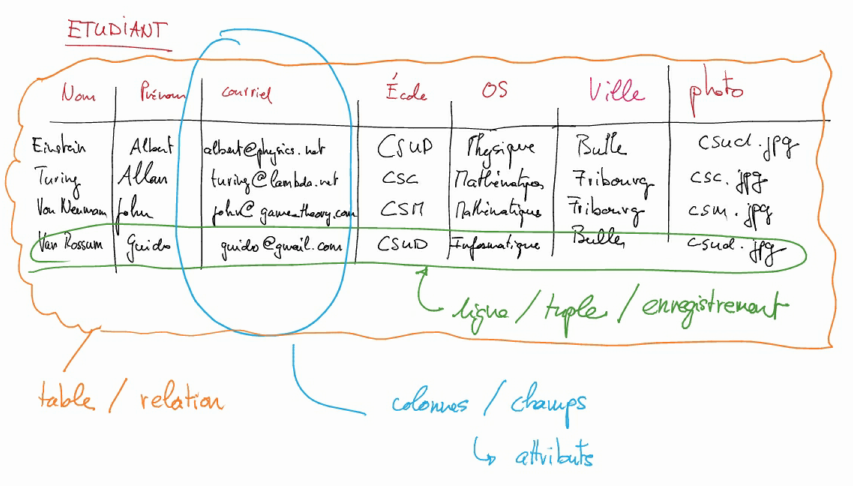 ETUDIANT
Nom Prénom Courriel École OS Ville photo
Einstein Albert albert@physics.net CSUD Physique Bulle csud.jpg
Turing Allan turing@lambda.net CSC Mathématiques Fribourg csc.jpg
Von Neumann John john@gametheory.com CSM Mathématiques Fribourg csm.jpg
Van Rossum Guido guido@gmail.com CSUD Informatique Bulle csud.jpg
ligne / tuple / enregistrement
table / relation
colonnes / champs
↳ attributs